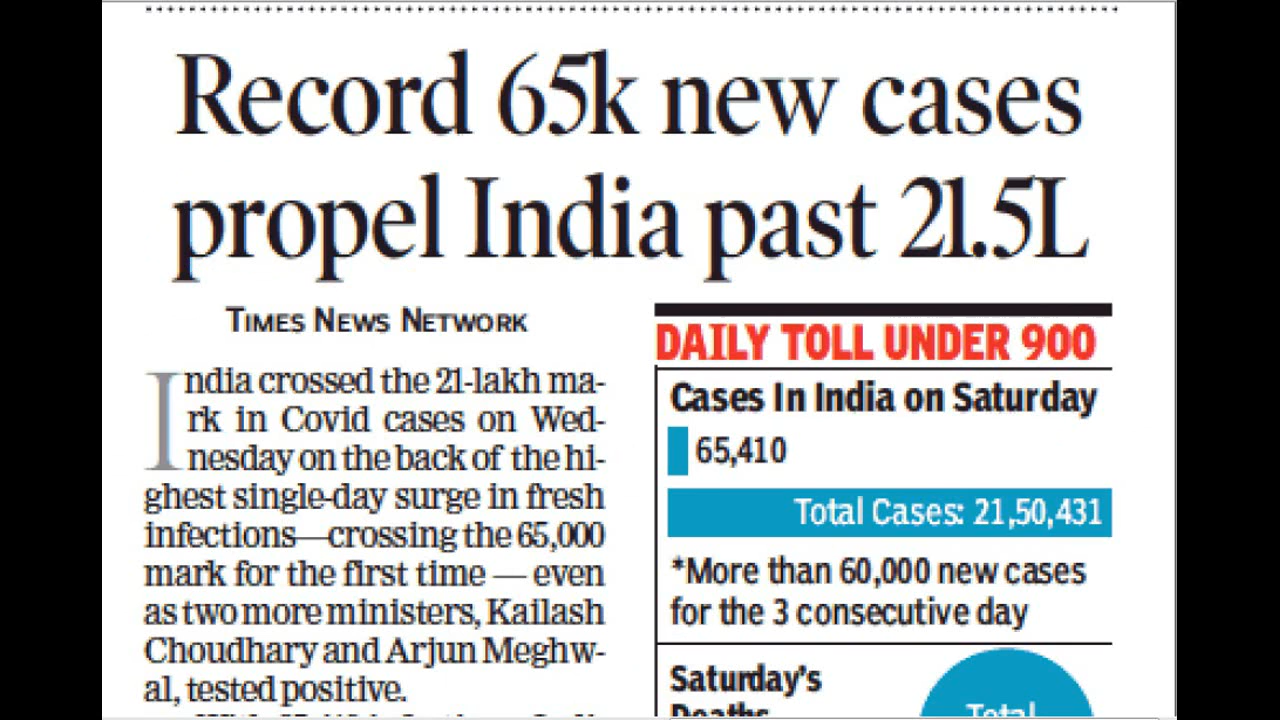 Record 65k new cases
propel India past 21.5L
TIMES NEWS NETWORK
India crossed the 21-lakh ma-
rk in Covid cases on Wed-
nesday on the back of the hi-
ghest single-day surge in fresh
infections—crossing the 65,000
mark for the first time — even
as two more ministers, Kailash
Choudhary and Arjun Meghw-
al, tested positive.
DAILY TOLL UNDER 900
Cases In India on Saturday
65,410
Total Cases: 21,50,431
*More than 60,000 new cases
for the 3 consecutive day
Saturday's
Deaths
Total